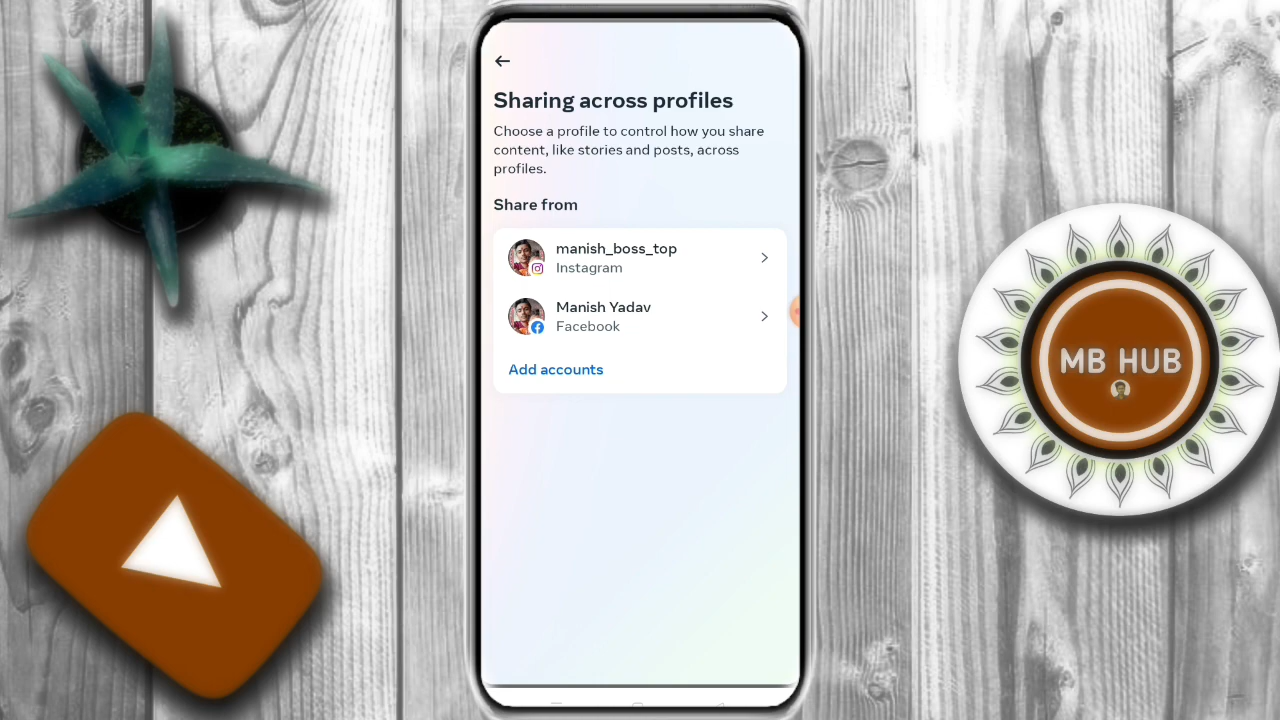 Sharing across profiles
Choose a profile to control how you share
content, like stories and posts, across
profiles.
Share from
manish_boss_top
Instagram
Manish Yadav
Facebook
Add accounts
MB HUB